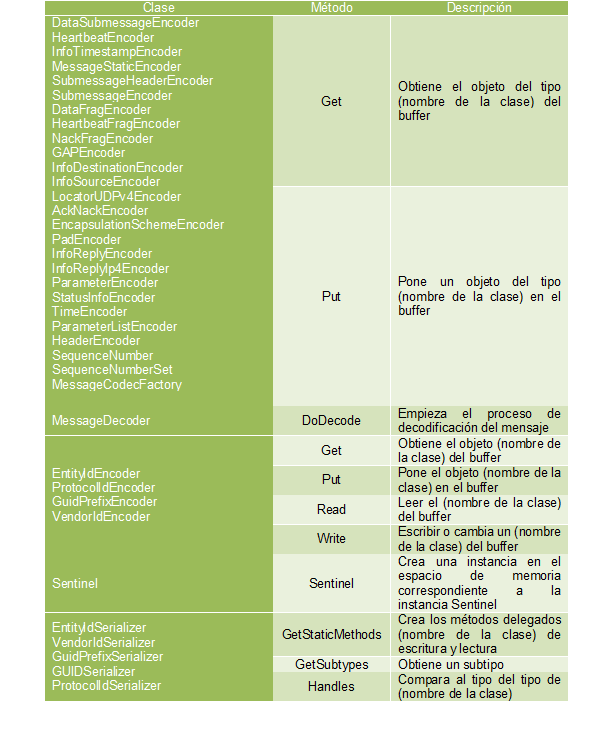 Clase Método Descripción
DataSubmessageEncoder
HeartbeatEncoder
InfoTimestampEncoder
MessageStaticEncoder
SubmessageHeaderEncoder
SubmessageEncoder
DataFragEncoder
HeartbeatFragEncoder
NackFragEncoder
GAPEncoder
InfoDestinationEncoder
InfoSourceEncoder
LocatorUDPv4Encoder
AckNackEncoder
EncapsulationSchemeEncoder
PadEncoder
InfoReplyEncoder
InfoReplyIp4Encoder
ParameterEncoder
StatusInfoEncoder
TimeEncoder
ParameterListEncoder
HeaderEncoder
SequenceNumber
SequenceNumberSet
MessageCodecFactory
Get
Obtiene el objeto del tipo
(nombre de la clase) del
buffer
Put
Pone un objeto del tipo
(nombre de la clase) en el
buffer
MessageDecoder
DoDecode
Empieza el proceso de
decodificación del mensaje
EntityIdEncoder
ProtocolIdEncoder
GuidPrefixEncoder
VendorIdEncoder
Get
Obtiene el objeto (nombre de
la clase) del buffer
Put
Pone el objeto (nombre de la
clase) en el buffer
Read
Leer el (nombre de la clase)
del buffer
Write
Escribir o cambia un (nombre
de la clase) del buffer
Sentinel
Sentinel
Crea una instancia en el
espacio de memoria
correspondiente a la
instancia Sentinel
EntityIdSerializer
VendorIdSerializer
GuidPrefixSerializer
GUIDSerializer
ProtocolIdSerializer
GetStaticMethods
Crea los métodos delegados
(nombre de la clase) de
escritura y lectura
GetSubtypes
Obtiene un subtipo
Handles
Compara al tipo del tipo de
(nombre de la clase)